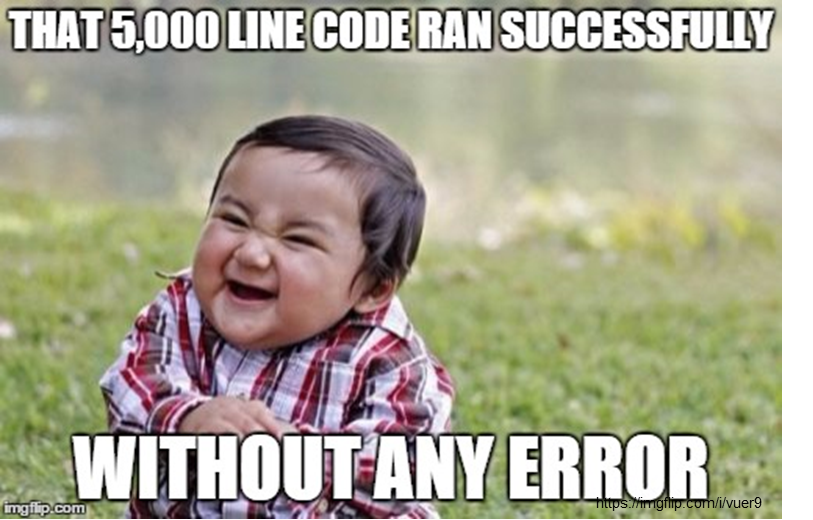 THAT 5,000 LINE CODE RAN SUCCESSFULLY
WITHOUT ANY ERROR
imgflip.com
https://imgflip.com/i/vuer9